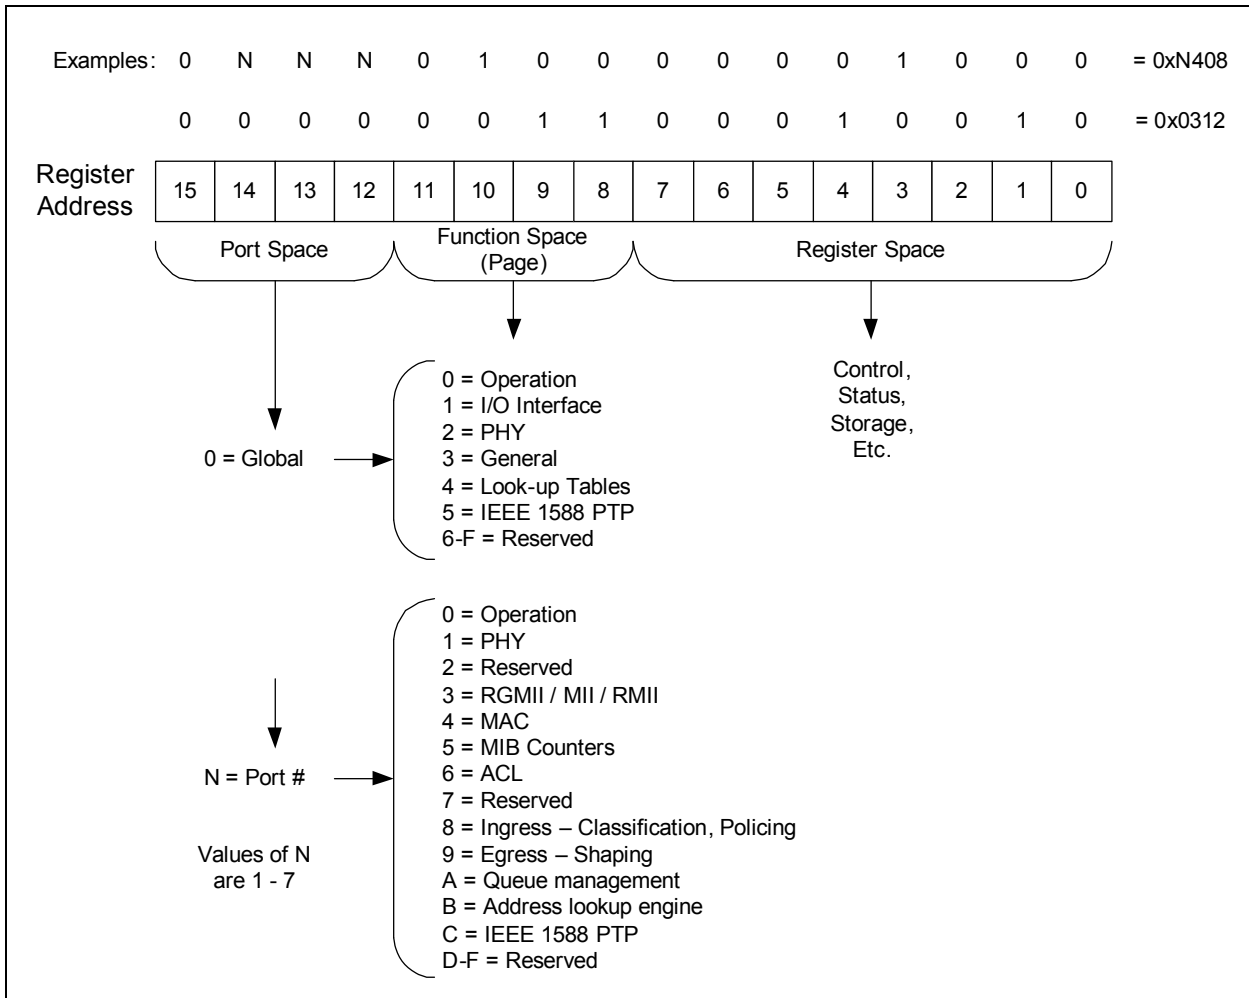 Examples: 0 N N N 0 1 0 0 0 0 0 0 1 0 0 0 = 0xN408
0 0 0 0 0 0 1 1 0 0 0 1 0 0 1 0 = 0x0312
Register
Address
15 14 13 12 11 10 9 8 7 6 5 4 3 2 1 0
Port Space
Function Space
(Page)
Register Space
0 = Global
0 = Operation
1 = I/O Interface
2 = PHY
3 = General
4 = Look-up Tables
5 = IEEE 1588 PTP
6-F = Reserved
Control,
Status,
Storage,
Etc.
N = Port #
Values of N
are 1 - 7
0 = Operation
1 = PHY
2 = Reserved
3 = RGMII / MII / RMII
4 = MAC
5 = MIB Counters
6 = ACL
7 = Reserved
8 = Ingress – Classification, Policing
9 = Egress – Shaping
A = Queue management
B = Address lookup engine
C = IEEE 1588 PTP
D-F = Reserved